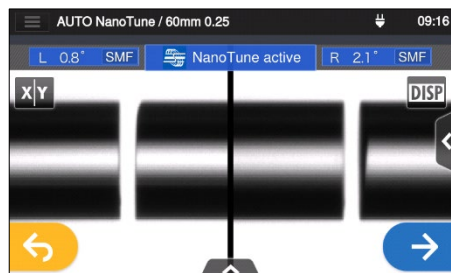 AUTO NanoTune / 60mm 0.25 09:16
L 0.8° SMF NanoTune active R 2.1° SMF
X Y DISP